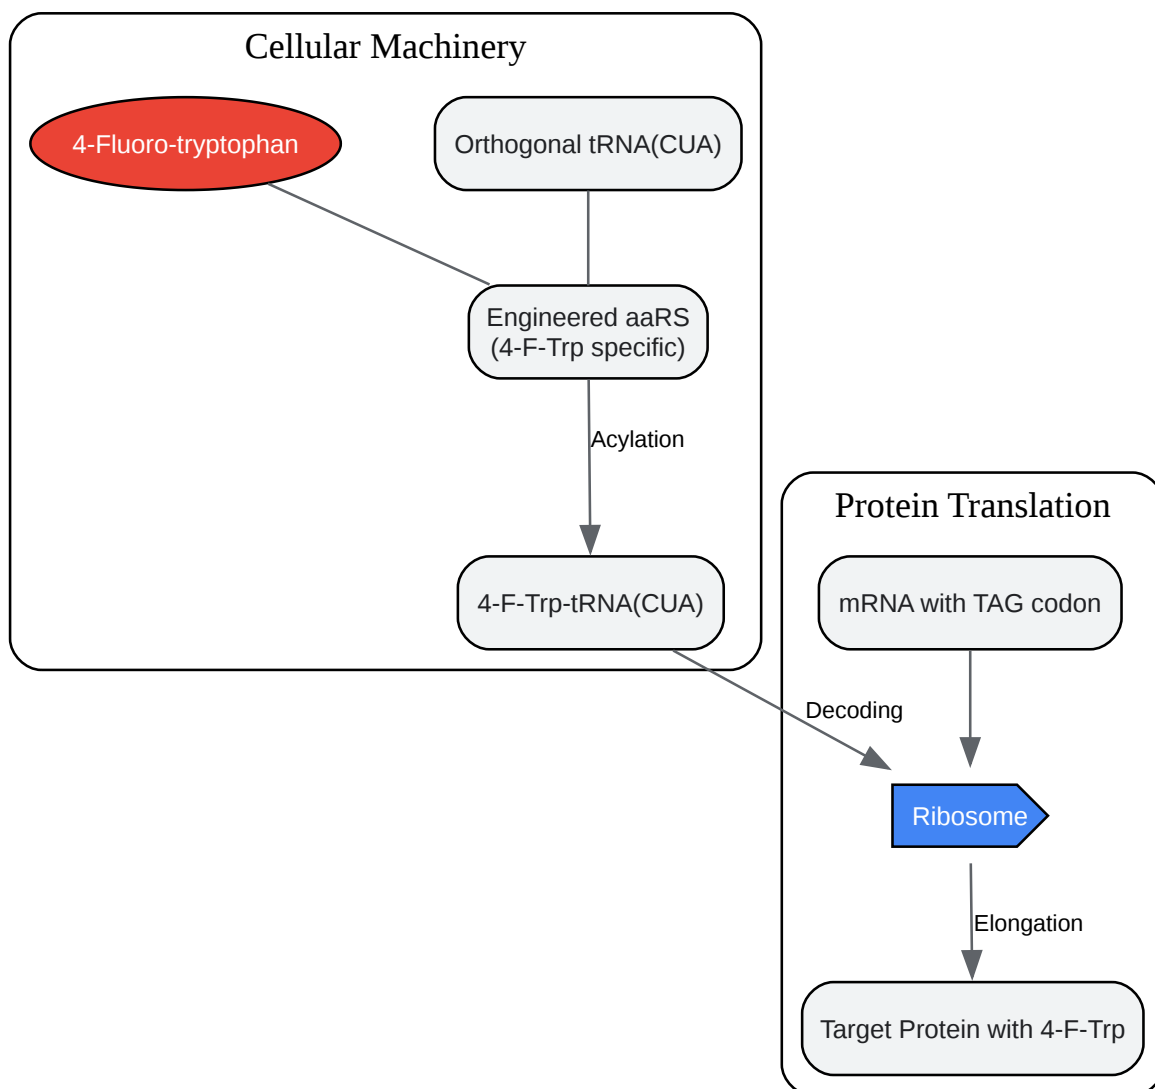 Cellular Machinery
4-Fluoro-tryptophan
Orthogonal tRNA(CUA)
Engineered aaRS
(4-F-Trp specific)
Acylation
4-F-Trp-tRNA(CUA)
Protein Translation
mRNA with TAG codon
Decoding
Ribosome
Elongation
Target Protein with 4-F-Trp